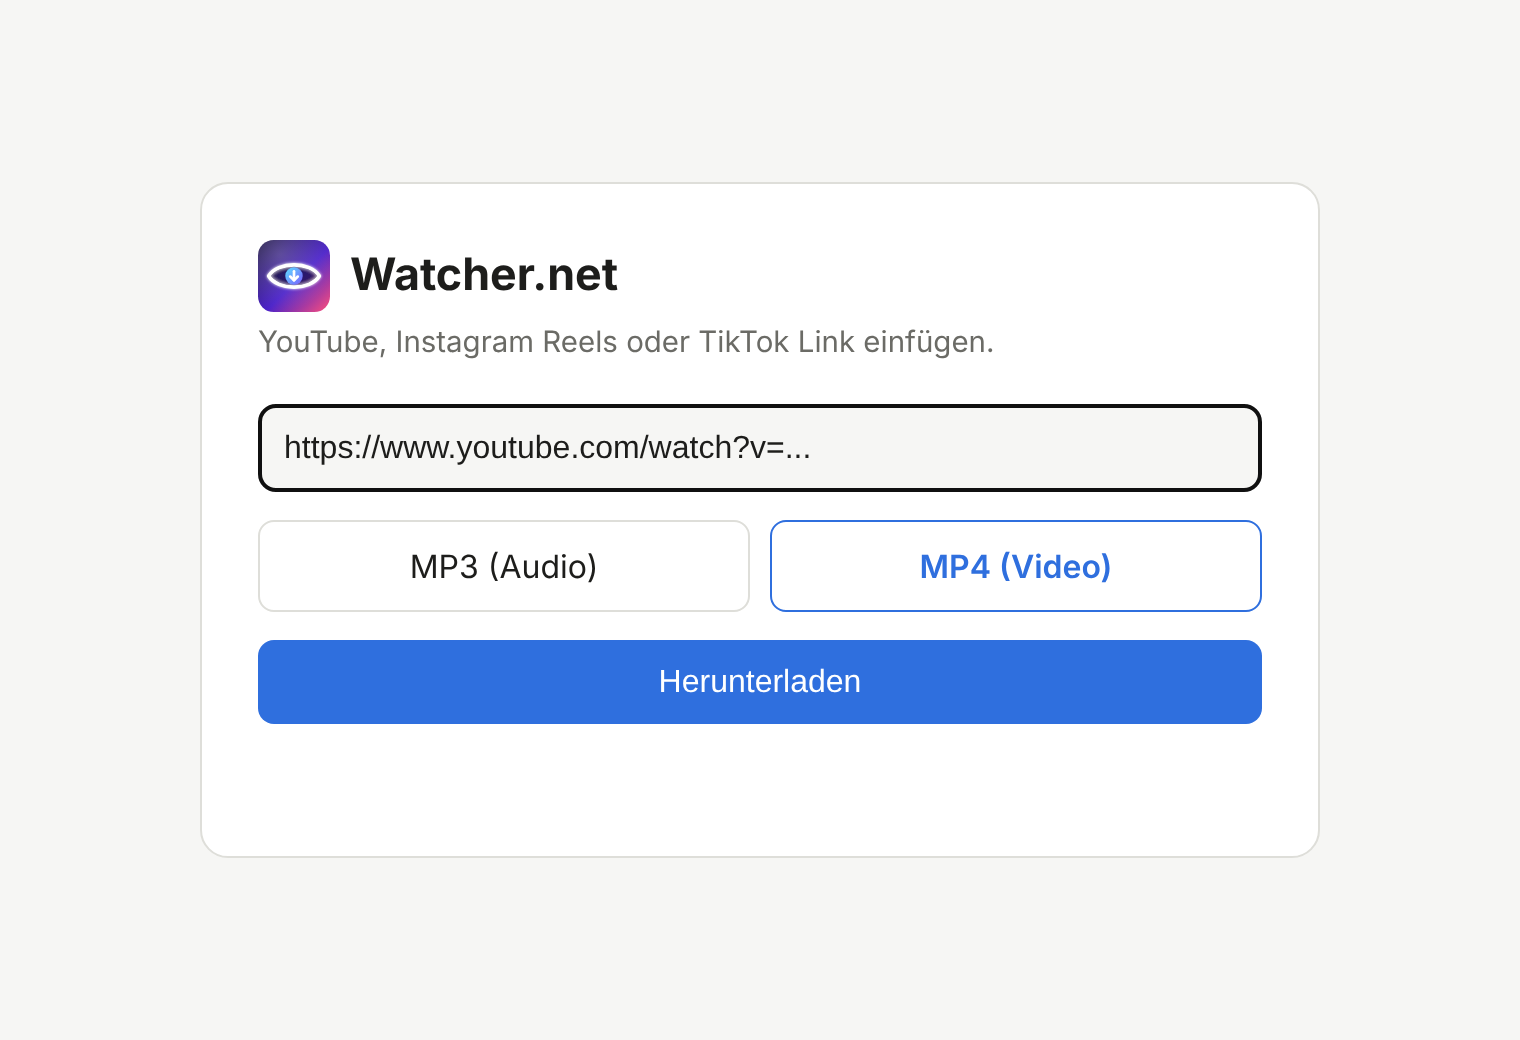 Watcher.net
YouTube, Instagram Reels oder TikTok Link einfügen.
https://www.youtube.com/watch?v=...
MP3 (Audio)
MP4 (Video)
Herunterladen